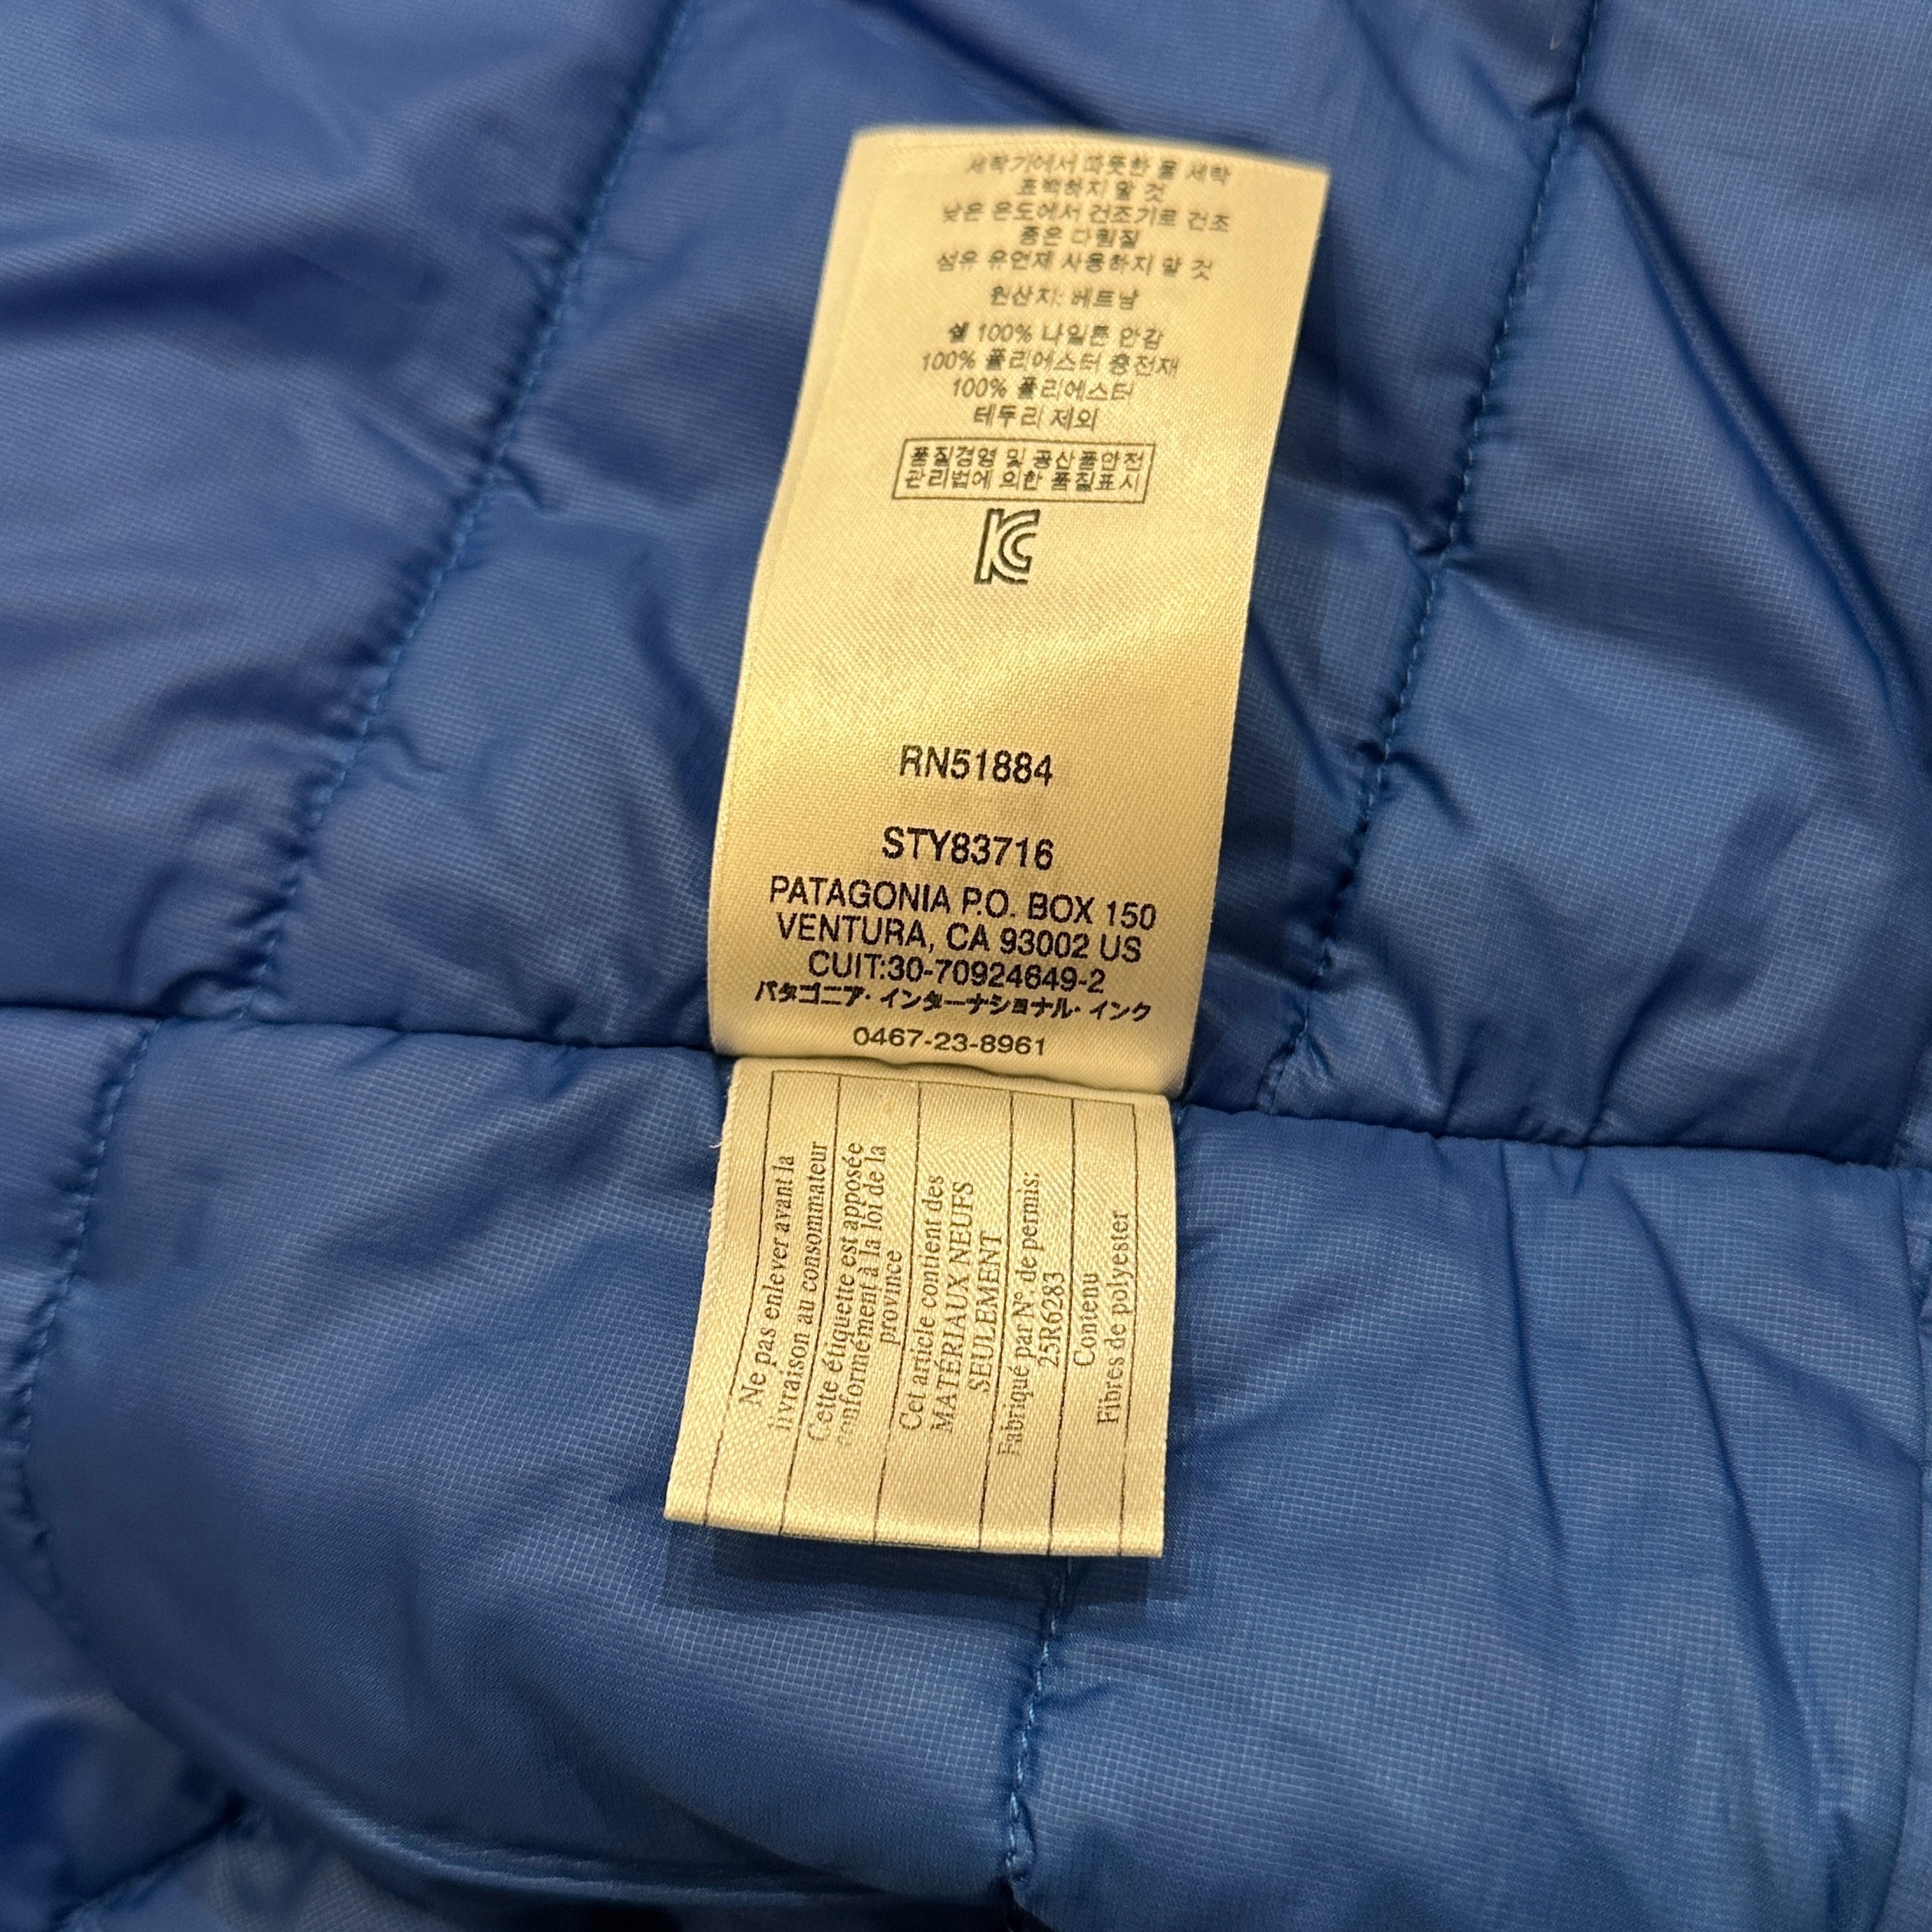 세탁기에서 따뜻한 물 세탁
표백하지 말 것
낮은 온도에서 건조기로 건조
좋은 다림질
섬유 유연제 사용하지 말 것
원산지: 베트남
쉘 100% 나일론 안감
100% 폴리에스터 충전재
100% 폴리에스터
테두리 제외
품질경영 및 공산품안전
관리법에 의한 품질표시
KC
RN51884
STY83716
PATAGONIA P.O. BOX 150
VENTURA, CA 93002 US
CUIT:30-70924649-2
パタゴニア・インターナショナル・インク
0467-23-8961
Ne pas enlever avant la
livraison au consommateur
Cette étiquette est apposée
conformément à la loi de la
province
Cet article contient des
MATÉRIAUX NEUFS
SEULEMENT
Fabriqué par N°. de permis:
25R6283
Contenu
Fibres de polyester